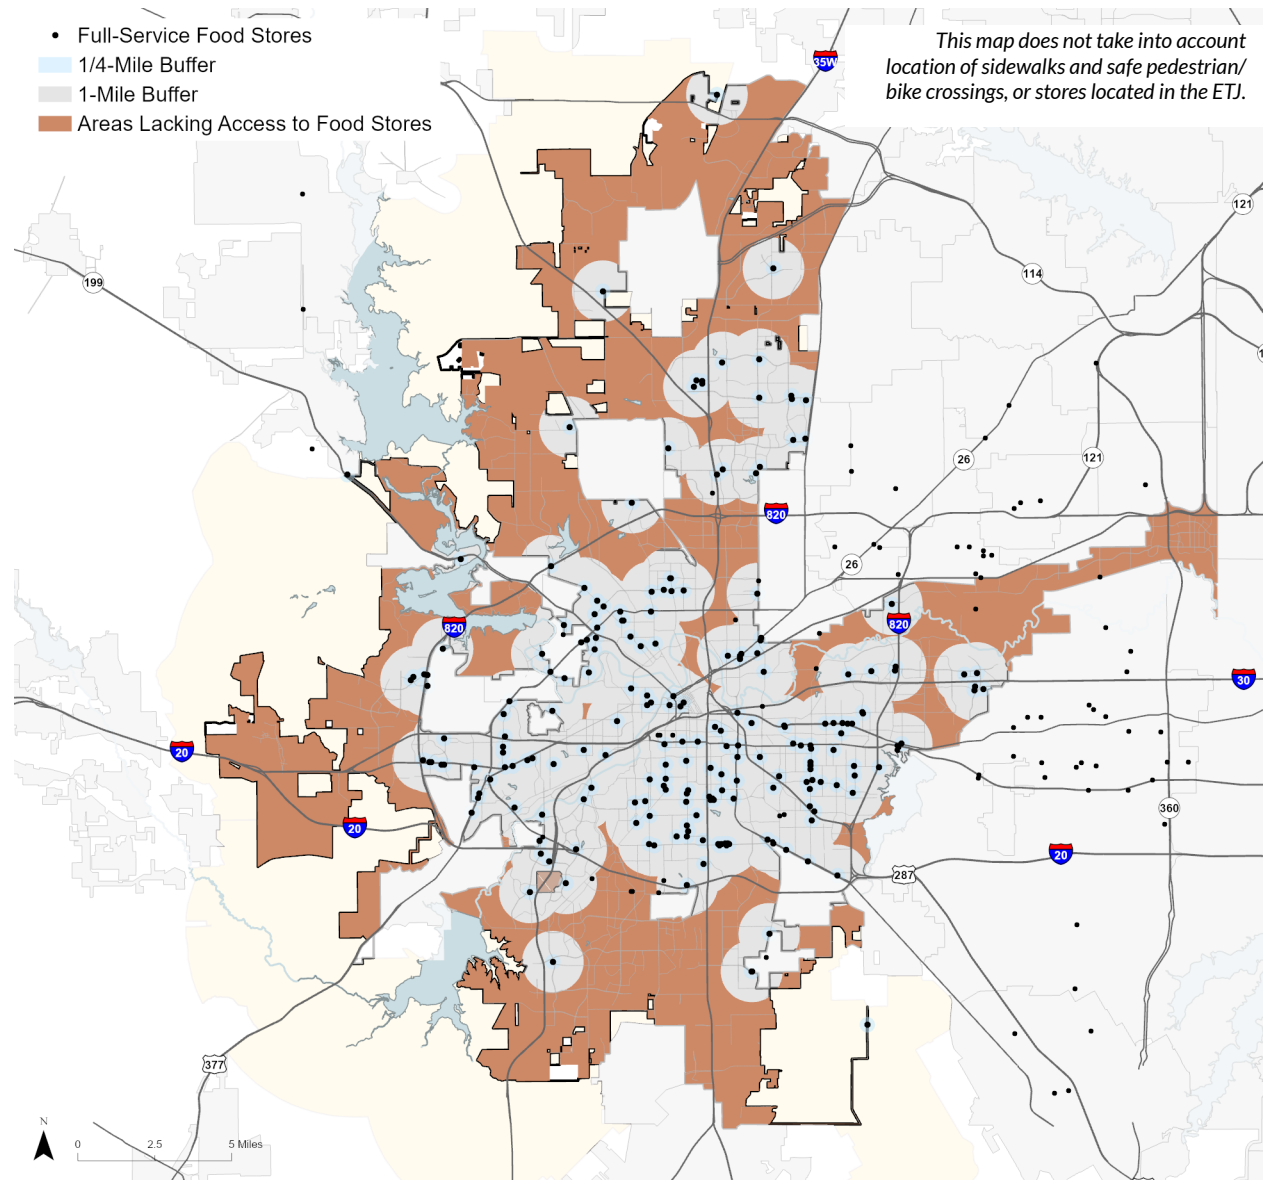 Full-Service Food Stores
1/4-Mile Buffer
1-Mile Buffer
Areas Lacking Access to Food Stores
This map does not take into account
location of sidewalks and safe pedestrian/
bike crossings, or stores located in the ETJ.
35W
121
199
114
26
121
820
26
820
820
30
20
360
20
20
287
377
N
0 2.5 5 Miles